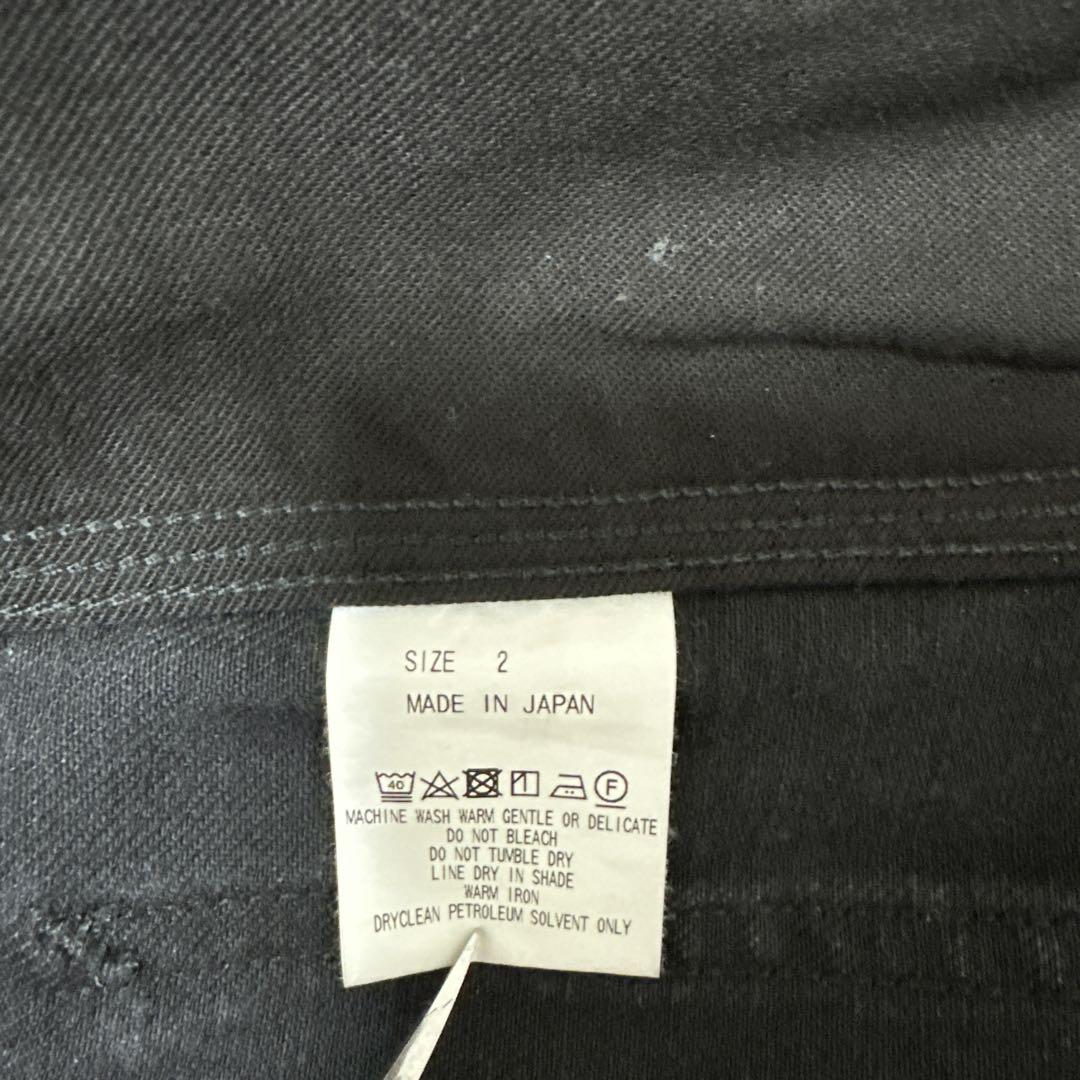 SIZE 2
MADE IN JAPAN
40 F
MACHINE WASH WARM GENTLE OR DELICATE
DO NOT BLEACH
DO NOT TUMBLE DRY
LINE DRY IN SHADE
WARM IRON
DRYCLEAN PETROLEUM SOLVENT ONLY